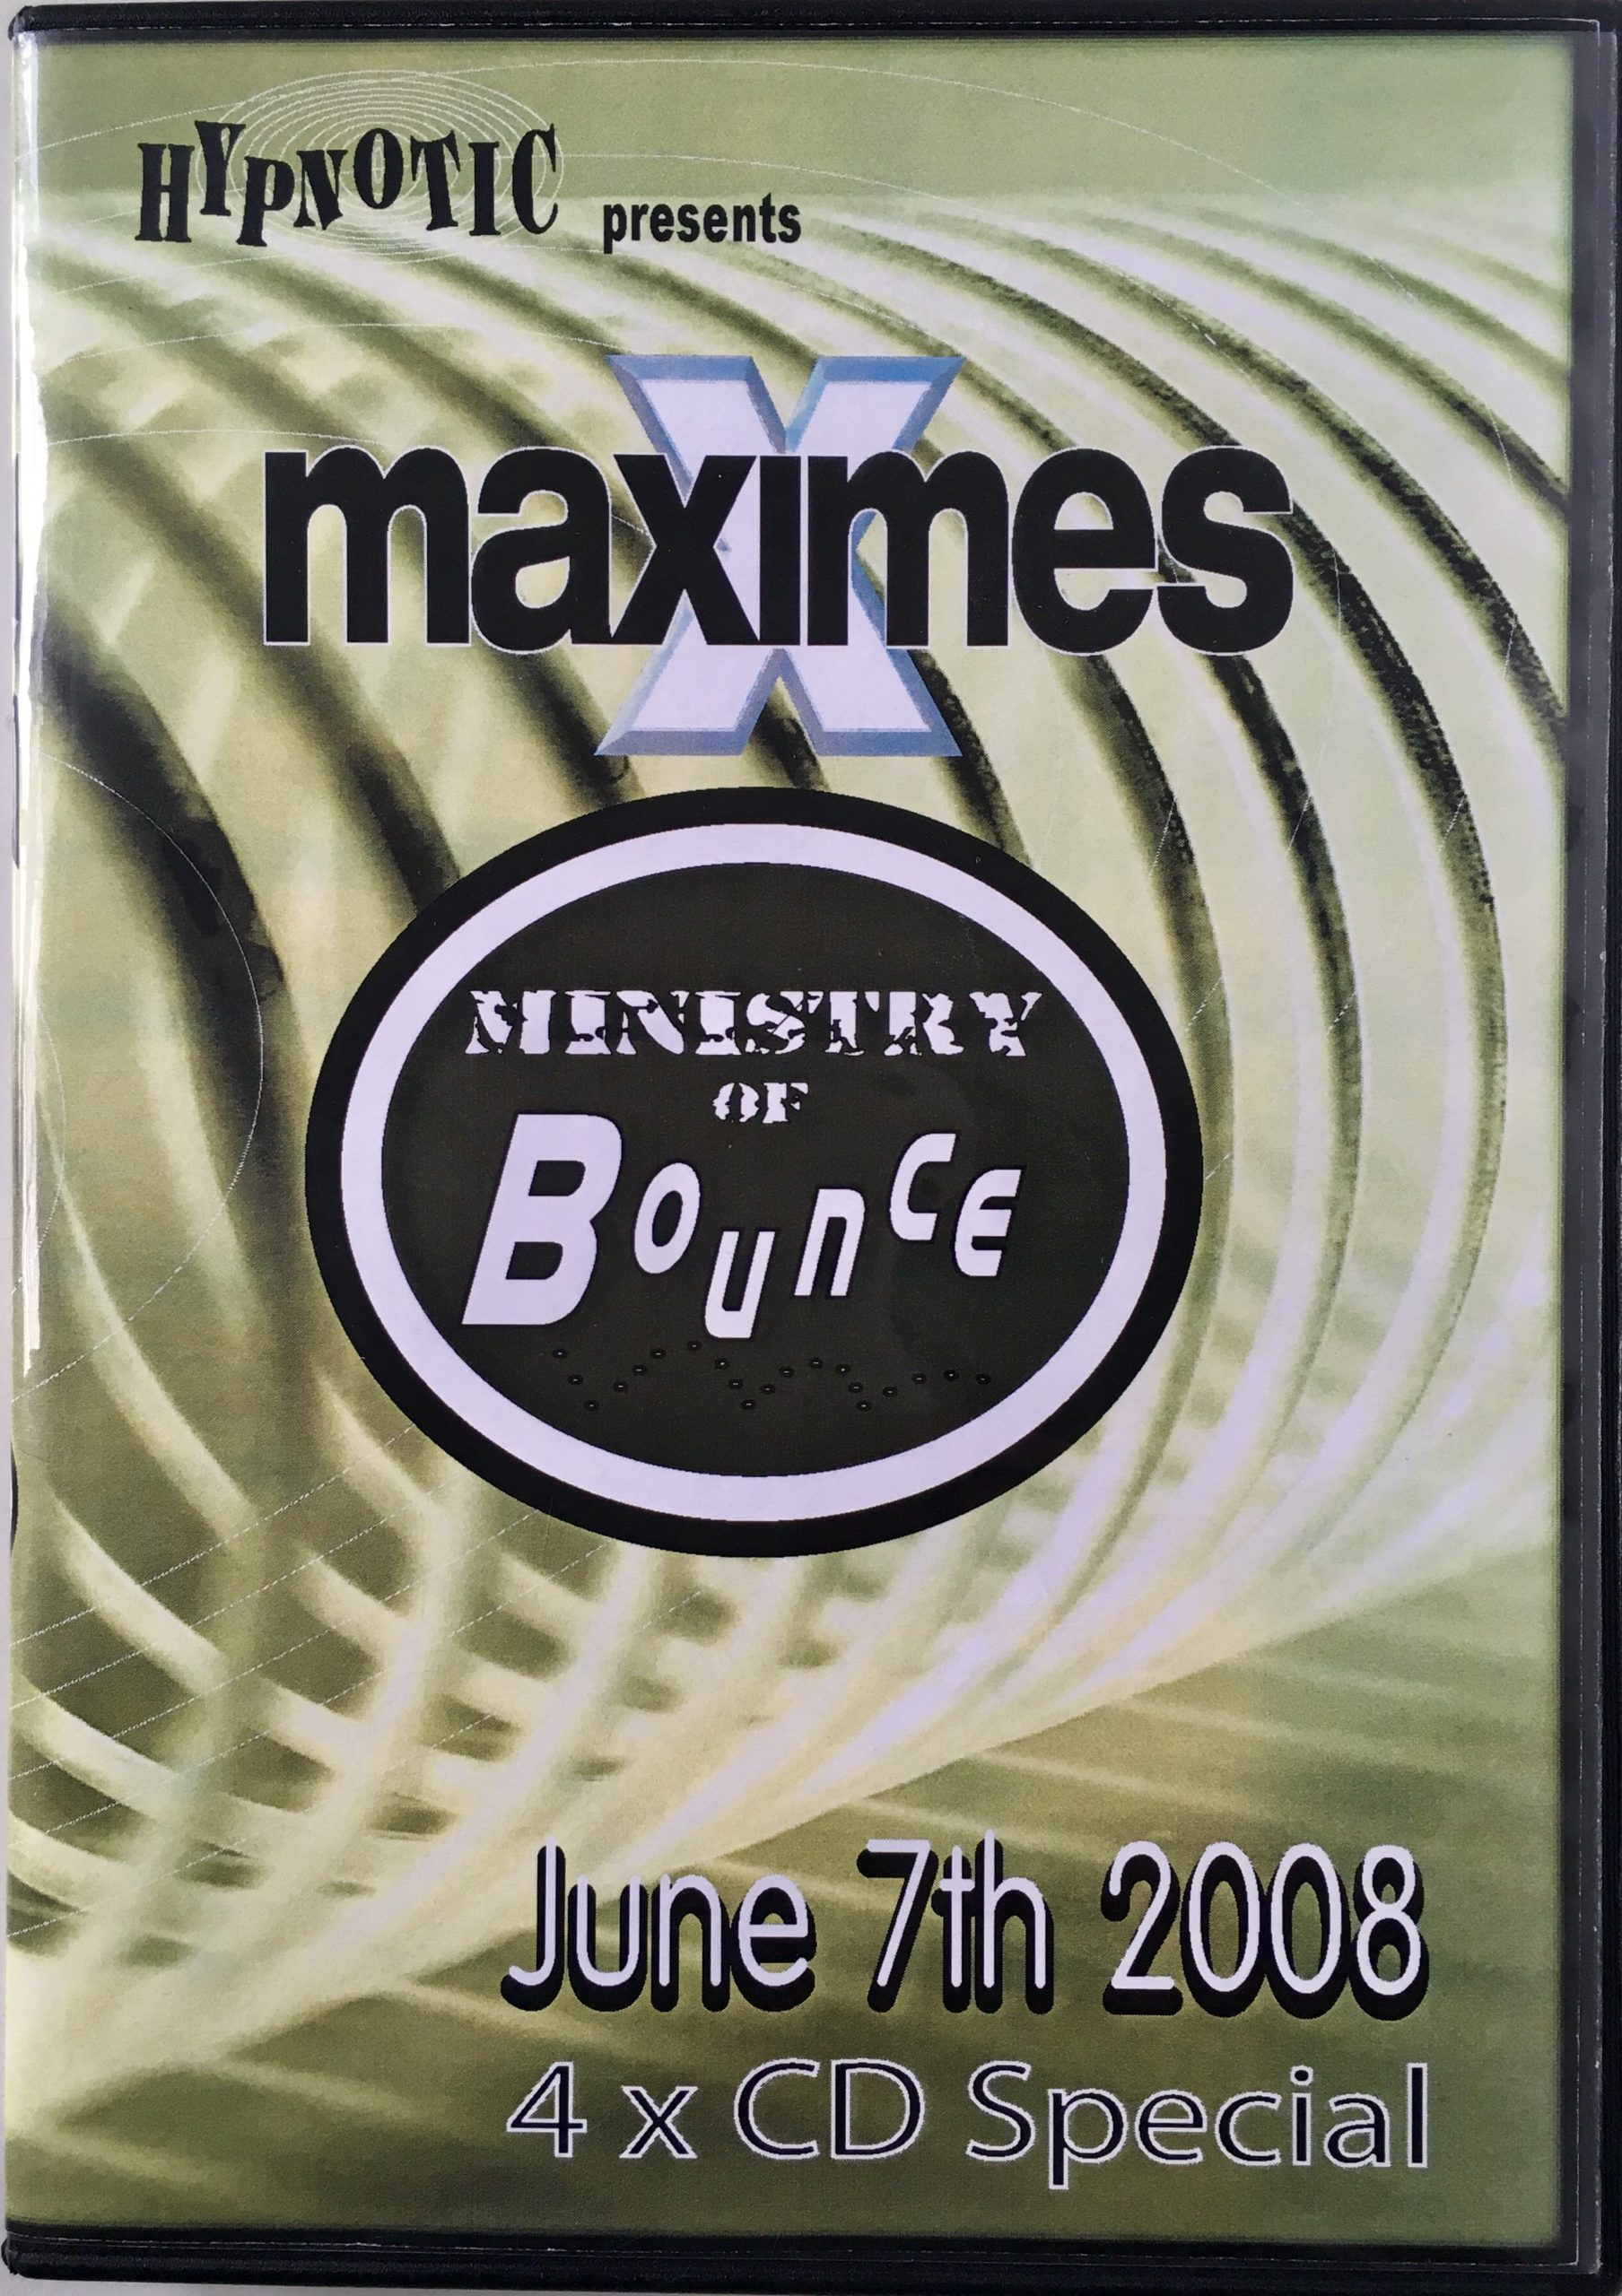 HYPNOTIC presents
X
maximes
MINISTRY
OF
Bounce
June 7th 2008
4 x CD Special